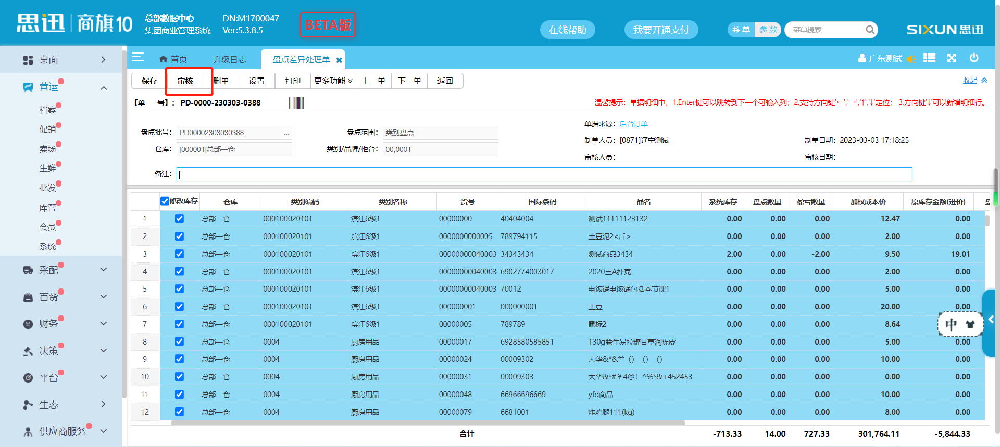 思迅 商旗10
总部数据中心 DN:M1700047
集团商业管理系统 Ver:5.3.8.5
BETA版
在线帮助 我要开通支付 菜单 参数 菜单搜索
SIXUN思迅
首页 升级日志 盘点差异处理单 广东测试
桌面
营运
档案
促销
卖场
生鲜
批发
库管
会员
系统
采配
百货
财务
决策
平台
生态
供应商服务
保存 审核 删单 设置 打印 更多功能 上一单 下一单 返回 收起
【单 号】: PD-0000-230303-0388
温馨提示：单据明细中，1.Enter键可以跳转到下一个可输入列；2.支持方向键'←','→','↑','↓'定位； 3.方向键'↓'可以新增明细行。
盘点批号： PD00002303030388 ... 盘点范围： 类别盘点 单据来源：后台订单
仓库： [000001]总部一仓 类别/品牌/柜台： 00,0001 制单人员：[0871]辽宁测试 制单日期：2023-03-03 17:18:25
审核人员： 审核日期：
备注：
修改库存 仓库 类别编码 类别名称 货号 国际条码 品名 系统库存 盘点数量 盈亏数量 加权成本价 原库存金额(进价)
1 总部一仓 000100020101 滨江6级1 00000000 40404004 测试11111123132 0.00 0.00 0.00 12.47 0.00
2 总部一仓 000100020101 滨江6级1 0000000000005 789794115 土豆泥2<斤> 0.00 0.00 0.00 2.00 0.00
3 总部一仓 000100020101 滨江6级1 0000000040003 34343434 测试商品3434 2.00 0.00 -2.00 9.50 19.01
4 总部一仓 000100020101 滨江6级1 0000000040003 6902774003017 2020三A扑克 0.00 0.00 0.00 2.00 0.00
5 总部一仓 000100020101 滨江6级1 0000000040003 70012 电饭锅电饭锅包括本节课1 0.00 0.00 0.00 5.00 0.00
6 总部一仓 000100020101 滨江6级1 000000001 000000001 土豆 0.00 0.00 0.00 20.00 0.00
7 总部一仓 000100020101 滨江6级1 00000005 789789 鼠标2 0.00 0.00 0.00 8.64
中
8 总部一仓 0004 厨房用品 00000017 6928580585851 130g联生易拉罐甘草润陈皮 0.00 0.00 0.00 5.00 0.00
9 总部一仓 0004 厨房用品 00000024 00009302 大华&*&**（）（）（） 0.00 0.00 0.00 10.00 0.00
10 总部一仓 0004 厨房用品 00000031 00009303 大华&*#￥4@！^%*&+452453 0.00 0.00 0.00 0.00 0.00
11 总部一仓 0004 厨房用品 00000048 66966696669 yfd商品 0.00 0.00 0.00 10.00 0.00
12 总部一仓 0004 厨房用品 00000079 6681001 炸鸡腿111(kg) 0.00 0.00 0.00 8.00 0.00
合计 -713.33 14.00 727.33 301,764.11 -5,844.33